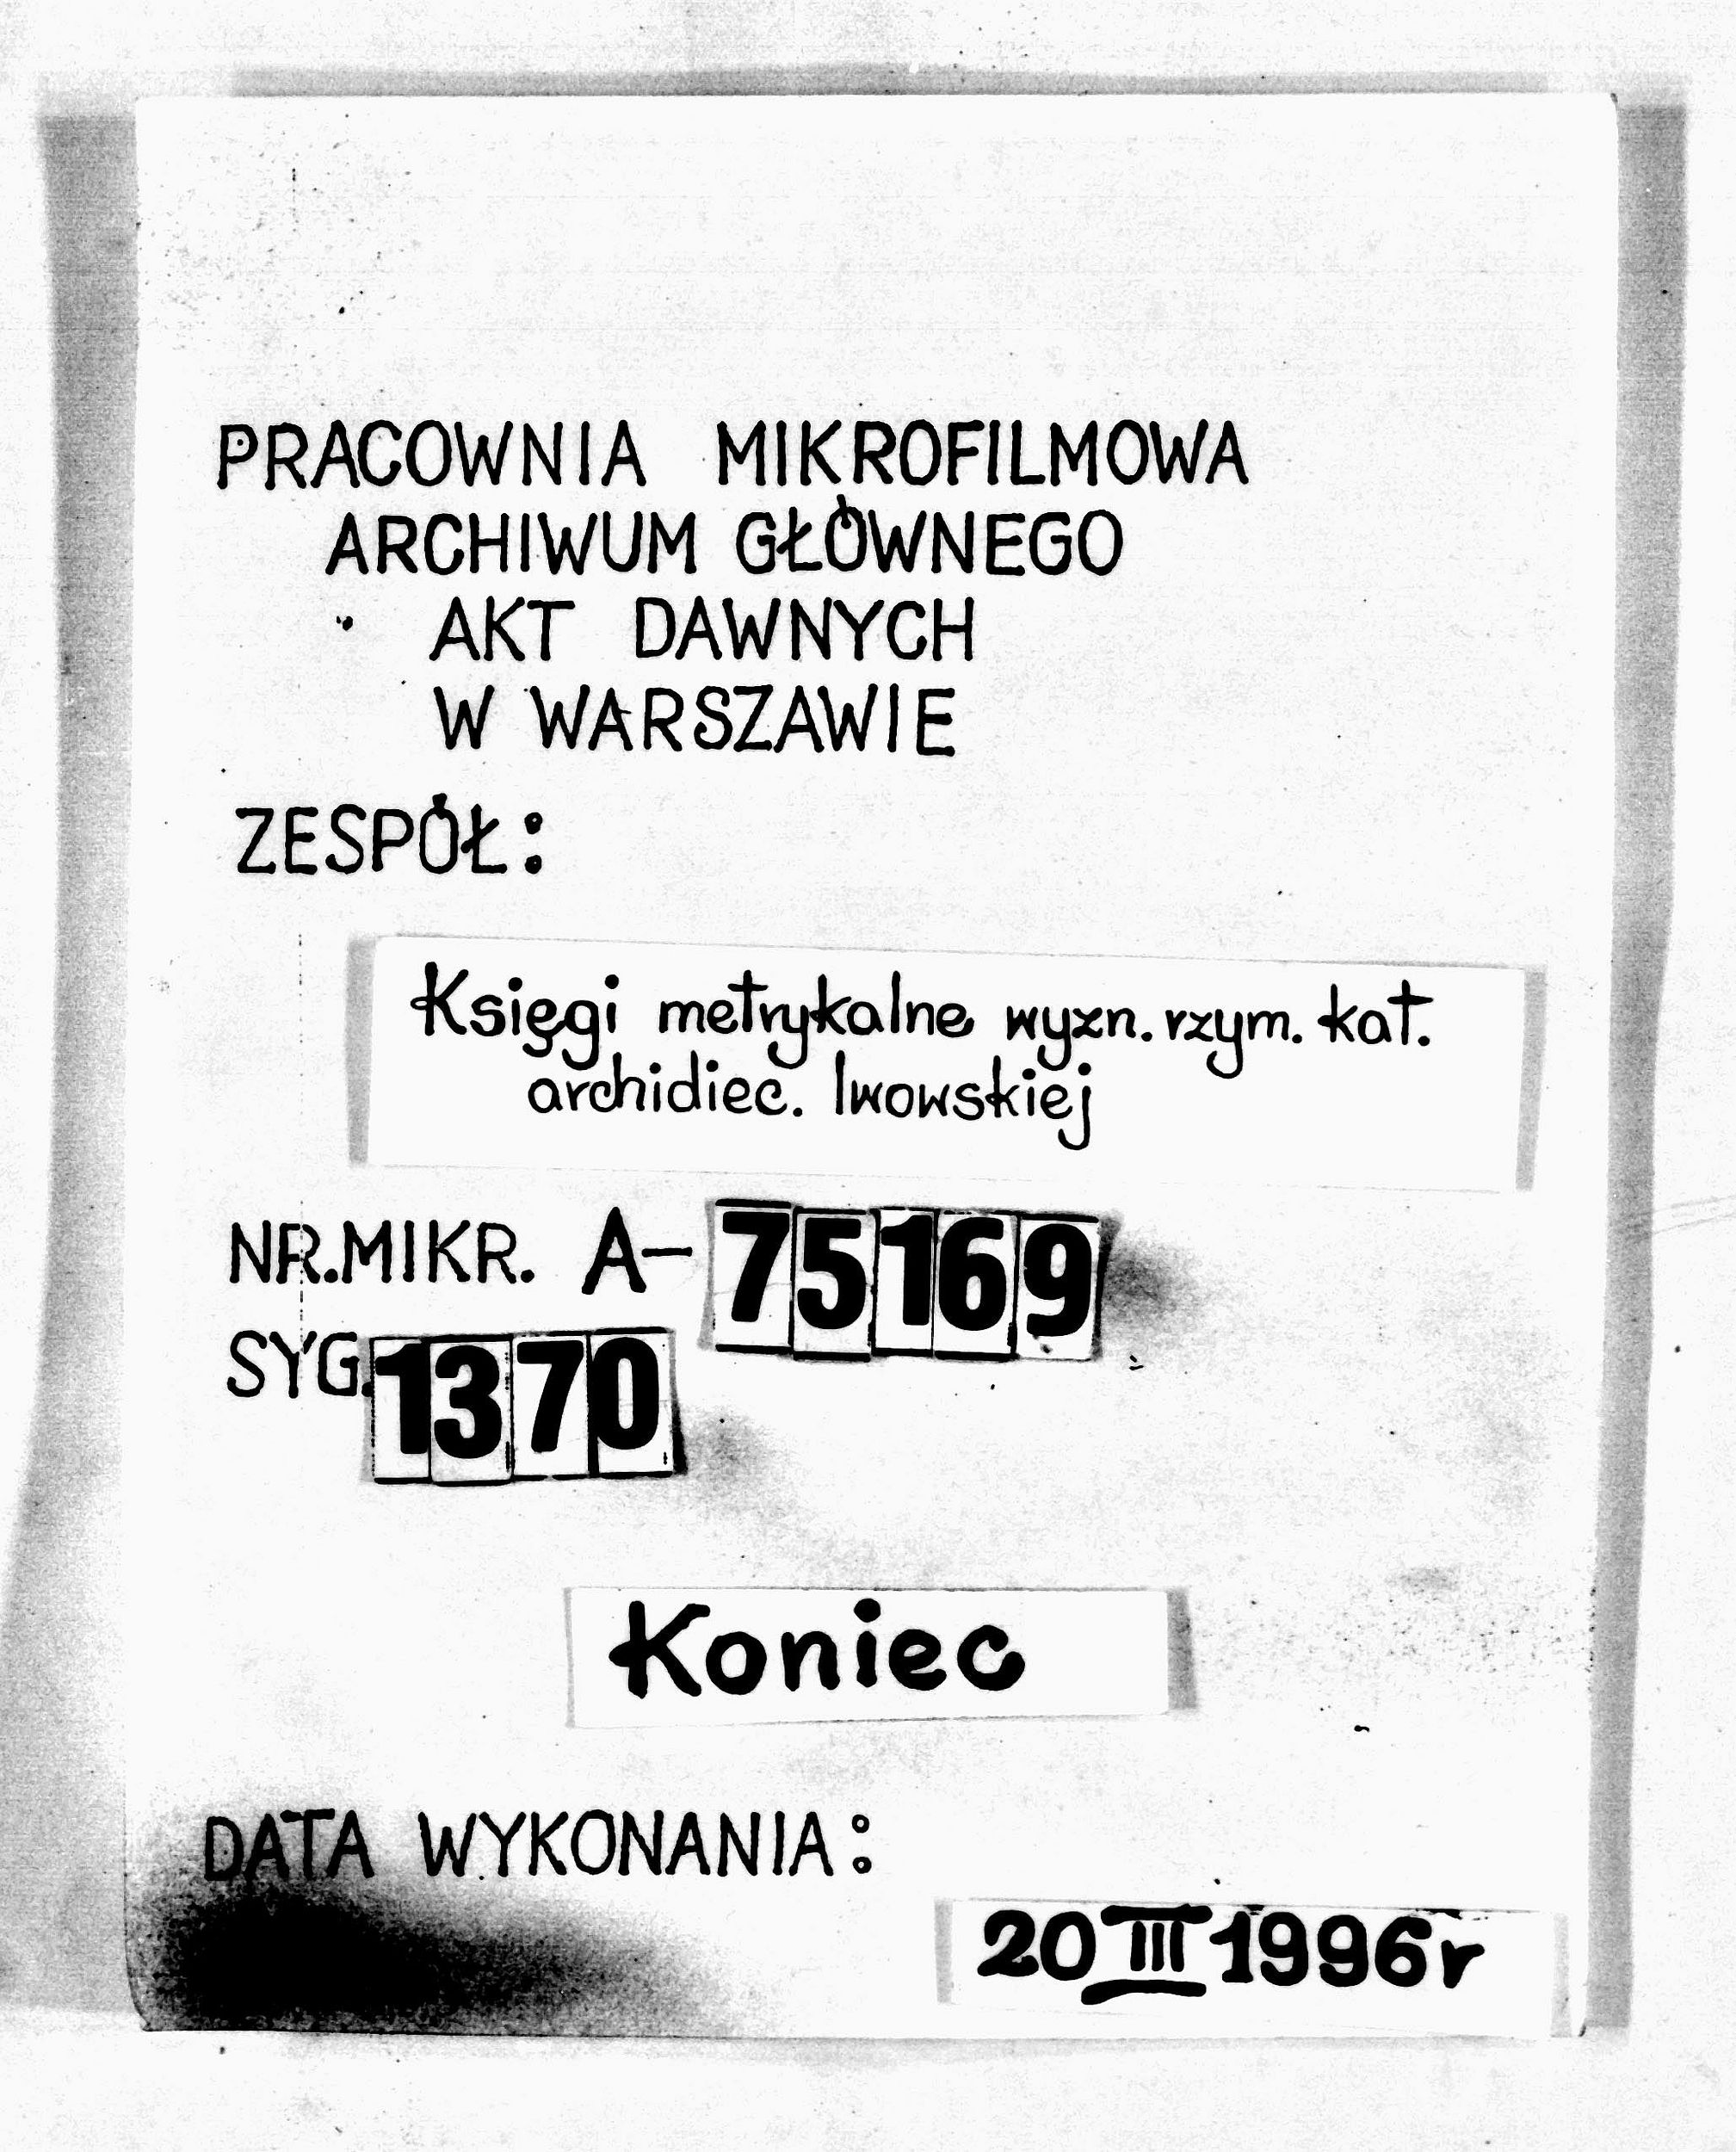 PRACOWNIA MIKROFILMOWA
ARCHIWUM GŁÓWNEGO
AKT DAWNYCH
W WARSZAWIE
ZESPÓŁ:
Księgi metrykalne wyzn. rzym. kat.
archidiec. lwowskiej
NR. MIKR. A- 75169
SYG. 1370
Koniec
DATA WYKONANIA:
20 III 1996r